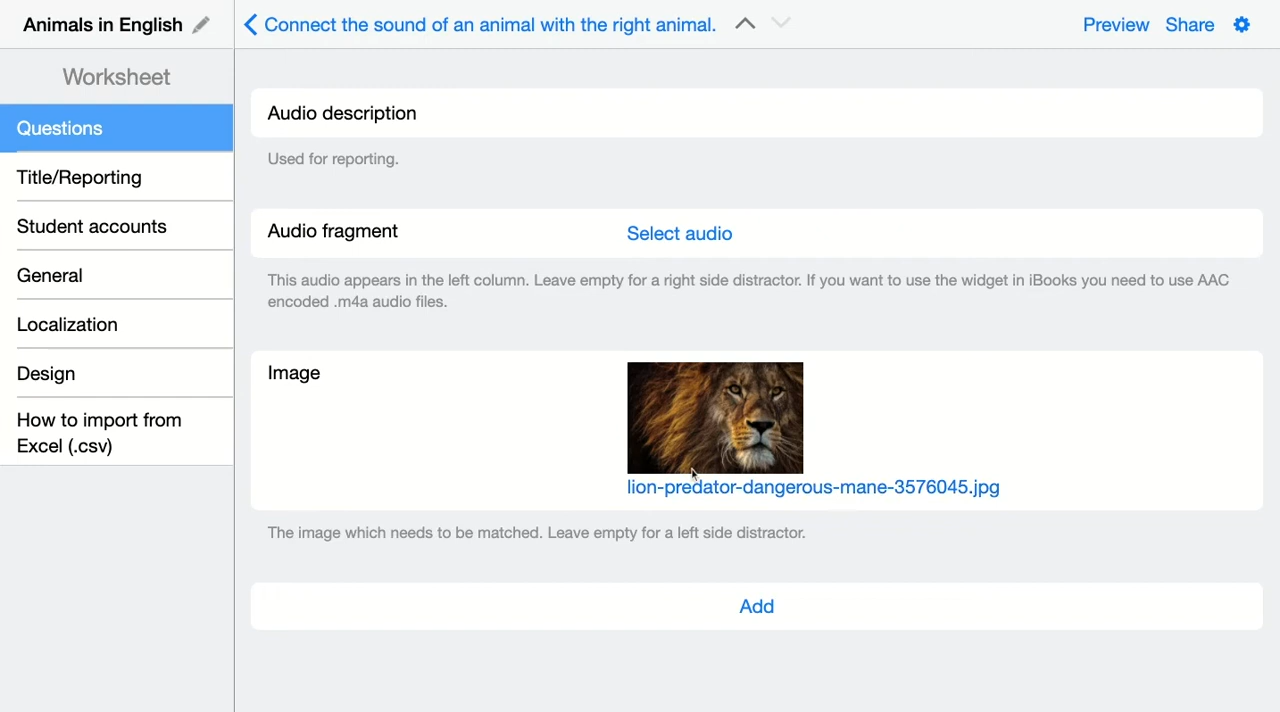 Animals in English
Connect the sound of an animal with the right animal.
Preview
Share
Worksheet
Questions
Title/Reporting
Student accounts
General
Localization
Design
How to import from
Excel (.csv)
Audio description
Used for reporting.
Audio fragment
Select audio
This audio appears in the left column. Leave empty for a right side distractor. If you want to use the widget in iBooks you need to use AAC
encoded .m4a audio files.
Image
lion-predator-dangerous-mane-3576045.jpg
The image which needs to be matched. Leave empty for a left side distractor.
Add